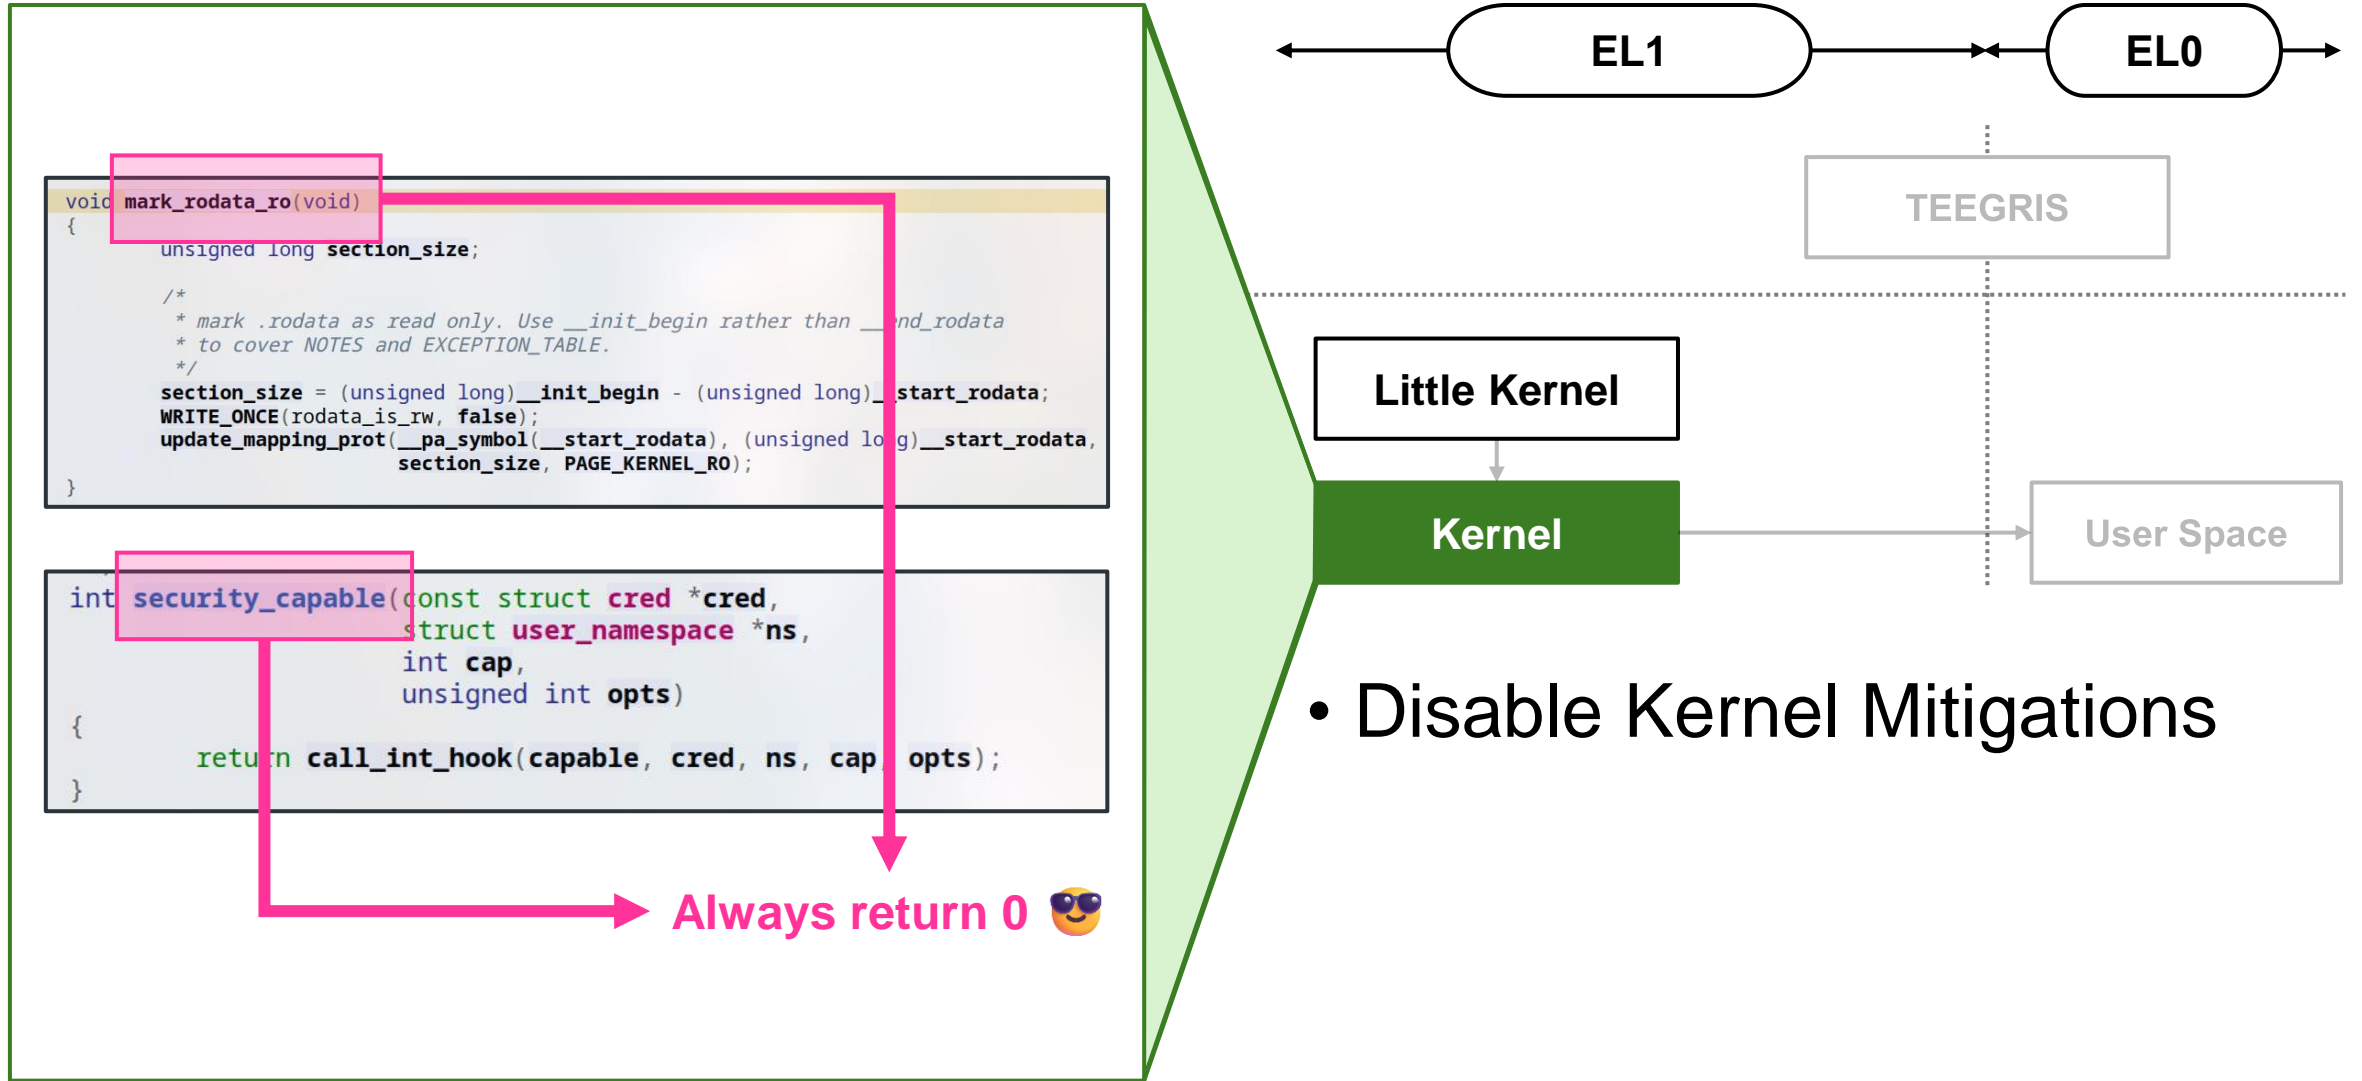 void mark_rodata_ro(void)
{
unsigned long section_size;
/*
* mark .rodata as read only. Use __init_begin rather than __end_rodata
* to cover NOTES and EXCEPTION_TABLE.
*/
section_size = (unsigned long)__init_begin - (unsigned long)__start_rodata;
WRITE_ONCE(rodata_is_rw, false);
update_mapping_prot(__pa_symbol(__start_rodata), (unsigned long)__start_rodata,
section_size, PAGE_KERNEL_RO);
}
int security_capable(const struct cred *cred,
struct user_namespace *ns,
int cap,
unsigned int opts)
{
return call_int_hook(capable, cred, ns, cap, opts);
}
Always return 0 😎
EL1
EL0
TEEGRIS
Little Kernel
Kernel
User Space
• Disable Kernel Mitigations